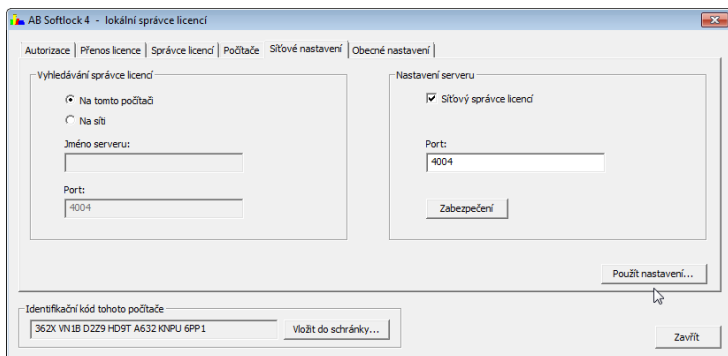 AB Softlock 4 - lokální správce licencí
Autorizace Přenos licence Správce licencí Počítače Síťové nastavení Obecné nastavení
Vyhledávání správce licencí
Na tomto počítači
Na síti
Jméno serveru:
Port:
4004
Nastavení serveru
Síťový správce licencí
Port:
4004
Zabezpečení
Použít nastavení...
Identifikační kód tohoto počítače
362X VN1B D2Z9 HD9T A632 KNPU 6PP1
Vložit do schránky...
Zavřít